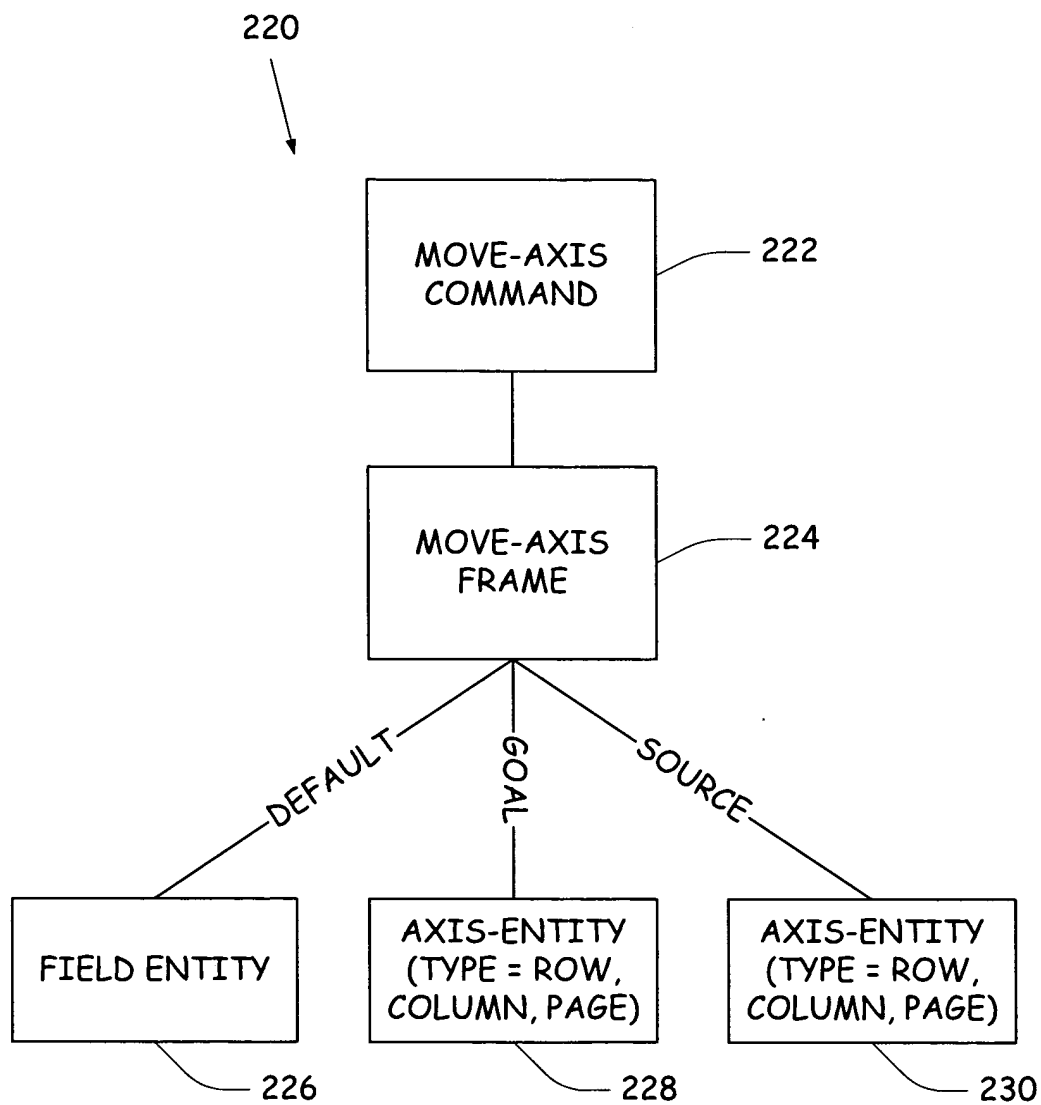 220
MOVE-AXIS
COMMAND
222
MOVE-AXIS
FRAME
224
DEFAULT
GOAL
SOURCE
FIELD ENTITY
AXIS-ENTITY
(TYPE = ROW,
COLUMN, PAGE)
AXIS-ENTITY
(TYPE = ROW,
COLUMN, PAGE)
226
228
230